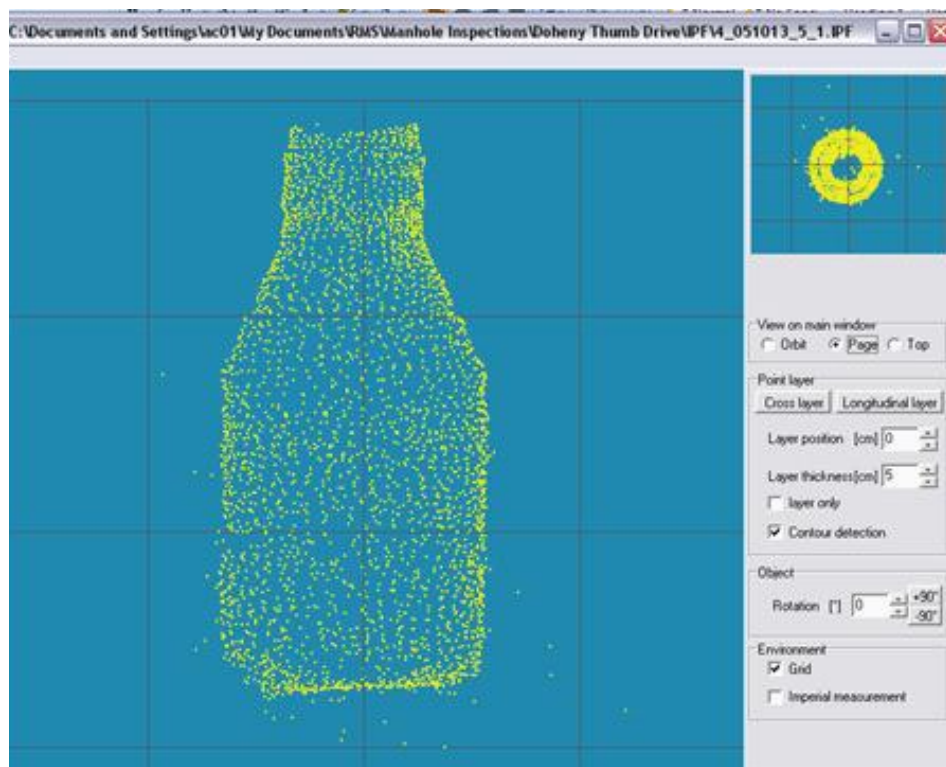 C:\Documents and Settings\ac01\My Documents\RMS\Manhole Inspections\Doheny Thumb Drive\IPF\4_051013_5_1.IPF
View on main window
Orbit Page Top
Point layer
Cross layer Longitudinal layer
Layer position [cm] 0
Layer thickness[cm] 5
layer only
Contour detection
Object
Rotation [°] 0 +90°
-90°
Environment
Grid
Imperial measurement